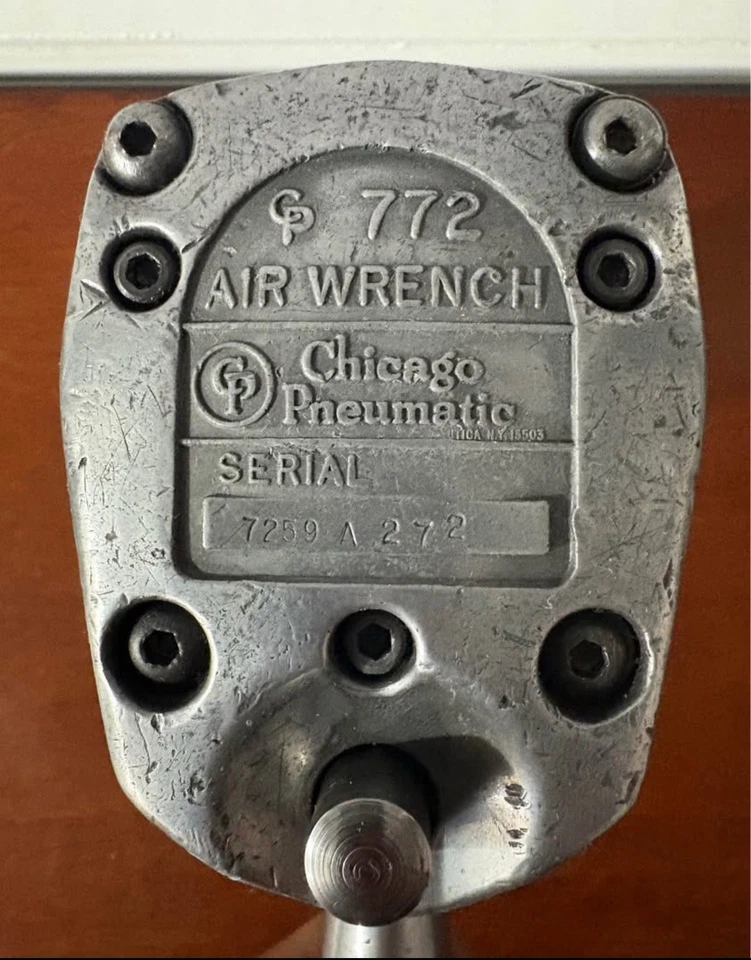 CP 772
AIR WRENCH
CP Chicago
Pneumatic
UTICA N.Y. 13503
SERIAL
7259 A 272